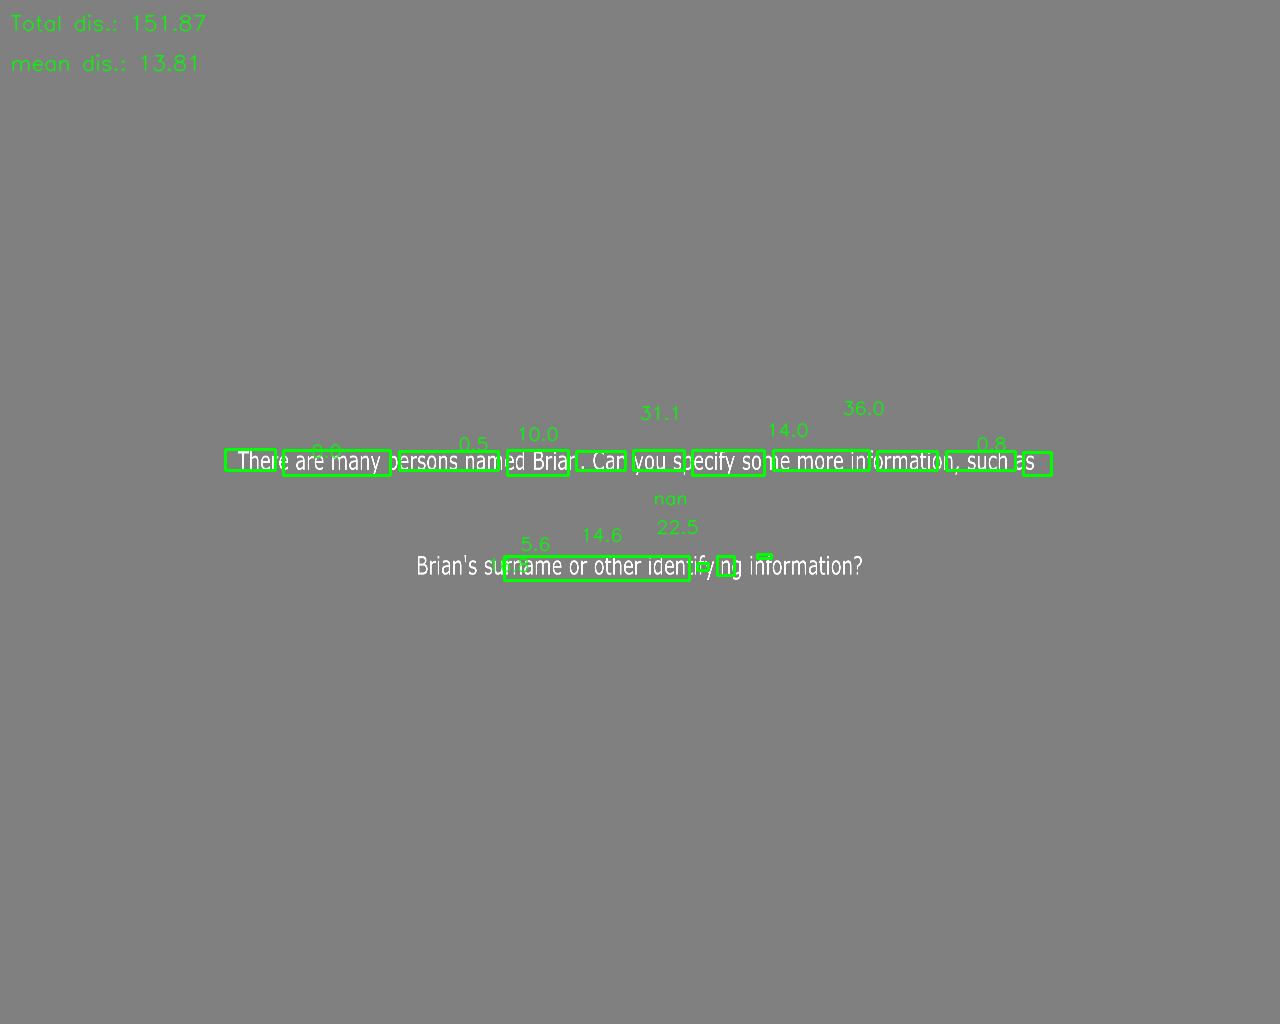 Total dis.: 151.87
mean dis.: 13.81
31.1 36.0
0.5 10.0 14.0 0.8
There are many persons named Brian. Can you specify some more information, such as
nan
5.6 14.6 22.5
Brian's surname or other identifying information?